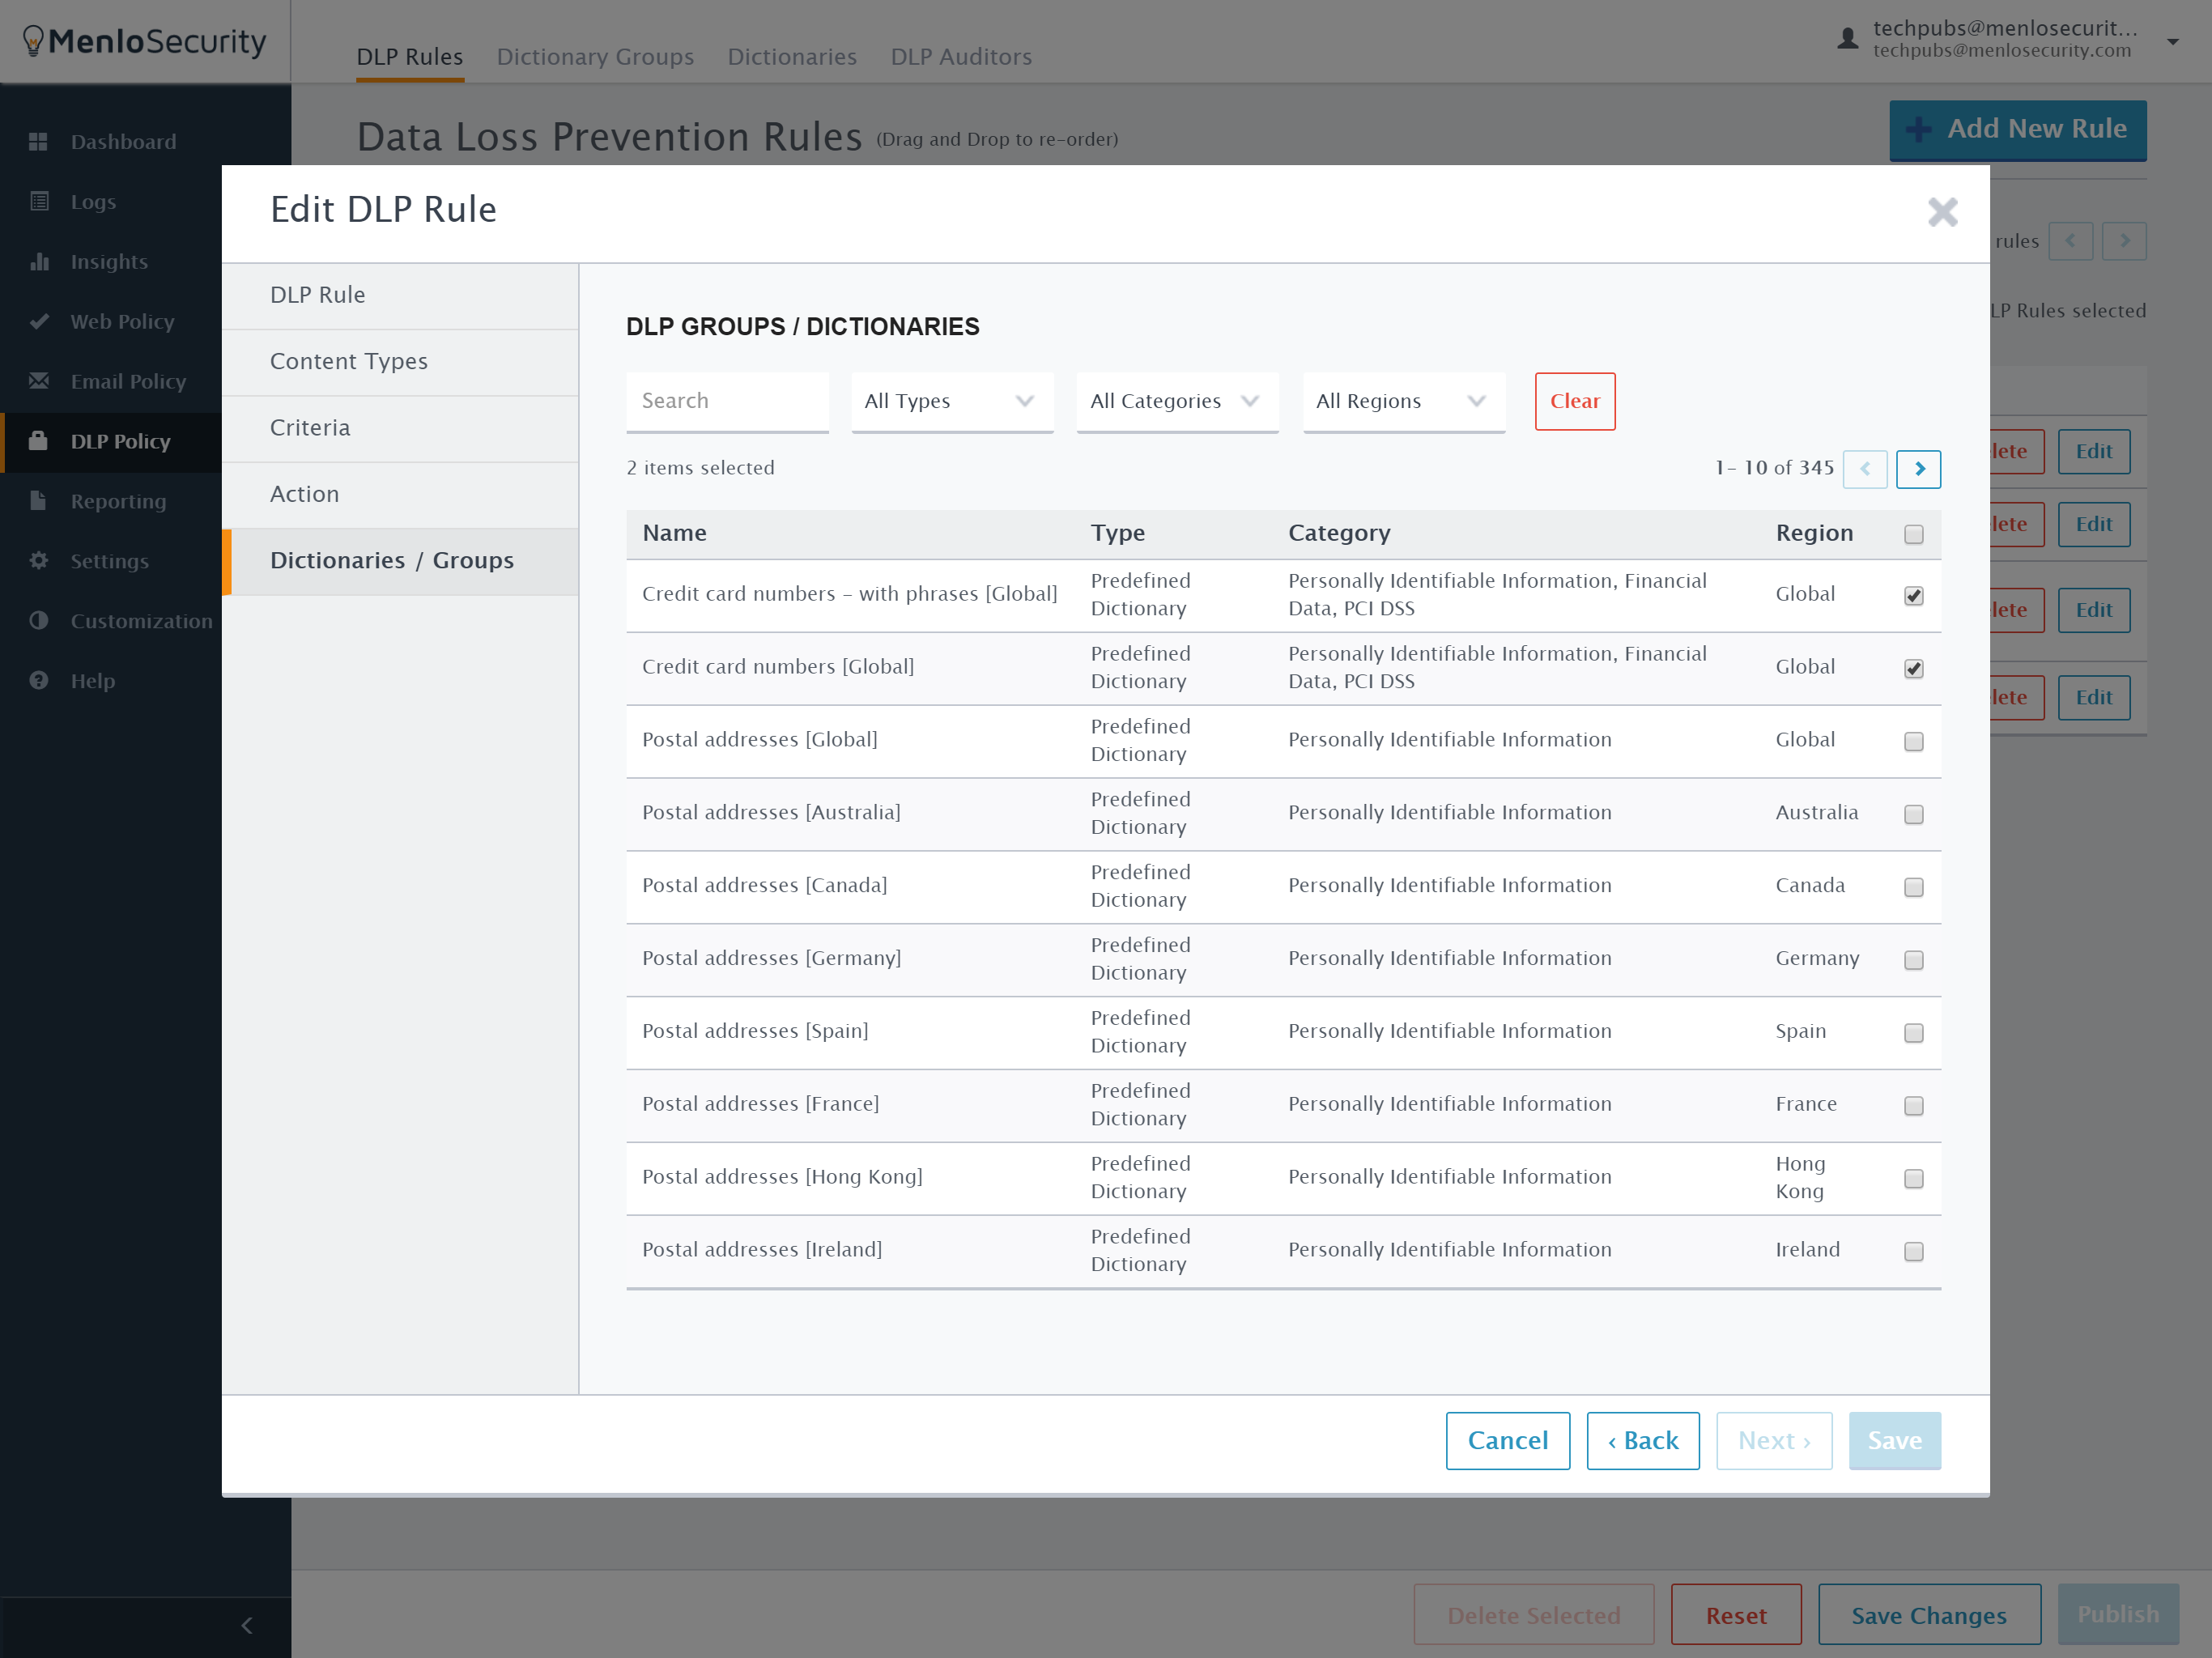 MenloSecurity
DLP Rules Dictionary Groups Dictionaries DLP Auditors
techpubs@menlosecurit...
techpubs@menlosecurity.com
Data Loss Prevention Rules (Drag and Drop to re-order)
Add New Rule
Dashboard
Logs
Insights
Web Policy
Email Policy
DLP Policy
Reporting
Settings
Customization
Help
rules
LP Rules selected
lete Edit
lete Edit
lete Edit
lete Edit
Edit DLP Rule
DLP Rule
Content Types
Criteria
Action
Dictionaries / Groups
DLP GROUPS / DICTIONARIES
Search All Types All Categories All Regions Clear
2 items selected 1- 10 of 345
Name Type Category Region
Credit card numbers - with phrases [Global] Predefined Dictionary Personally Identifiable Information, Financial Data, PCI DSS Global
Credit card numbers [Global] Predefined Dictionary Personally Identifiable Information, Financial Data, PCI DSS Global
Postal addresses [Global] Predefined Dictionary Personally Identifiable Information Global
Postal addresses [Australia] Predefined Dictionary Personally Identifiable Information Australia
Postal addresses [Canada] Predefined Dictionary Personally Identifiable Information Canada
Postal addresses [Germany] Predefined Dictionary Personally Identifiable Information Germany
Postal addresses [Spain] Predefined Dictionary Personally Identifiable Information Spain
Postal addresses [France] Predefined Dictionary Personally Identifiable Information France
Postal addresses [Hong Kong] Predefined Dictionary Personally Identifiable Information Hong Kong
Postal addresses [Ireland] Predefined Dictionary Personally Identifiable Information Ireland
Cancel ‹ Back Next › Save
Delete Selected Reset Save Changes Publish